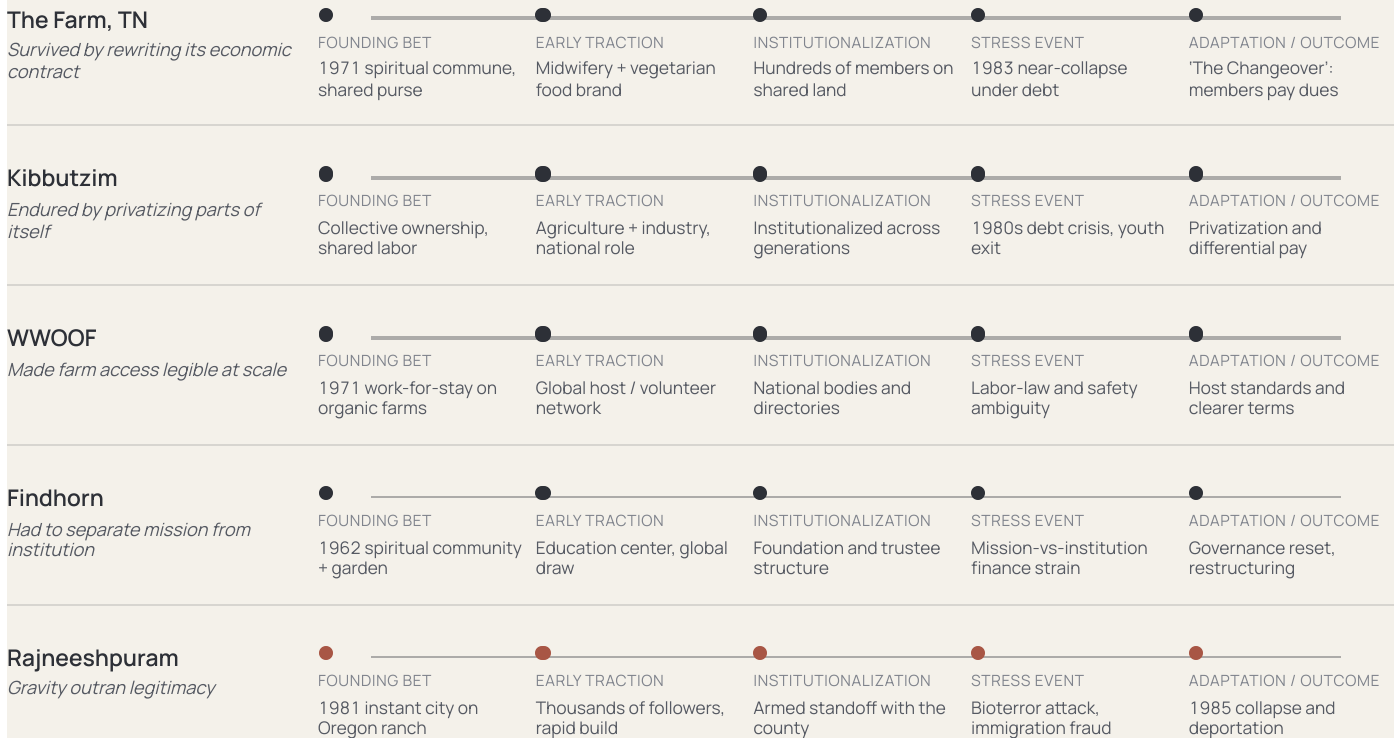 The Farm, TN
Survived by rewriting its economic
contract
FOUNDING BET
1971 spiritual commune,
shared purse
EARLY TRACTION
Midwifery + vegetarian
food brand
INSTITUTIONALIZATION
Hundreds of members on
shared land
STRESS EVENT
1983 near-collapse
under debt
ADAPTATION / OUTCOME
'The Changeover':
members pay dues
Kibbutzim
Endured by privatizing parts of
itself
FOUNDING BET
Collective ownership,
shared labor
EARLY TRACTION
Agriculture + industry,
national role
INSTITUTIONALIZATION
Institutionalized across
generations
STRESS EVENT
1980s debt crisis, youth
exit
ADAPTATION / OUTCOME
Privatization and
differential pay
WWOOF
Made farm access legible at scale
FOUNDING BET
1971 work-for-stay on
organic farms
EARLY TRACTION
Global host / volunteer
network
INSTITUTIONALIZATION
National bodies and
directories
STRESS EVENT
Labor-law and safety
ambiguity
ADAPTATION / OUTCOME
Host standards and
clearer terms
Findhorn
Had to separate mission from
institution
FOUNDING BET
1962 spiritual community
+ garden
EARLY TRACTION
Education center, global
draw
INSTITUTIONALIZATION
Foundation and trustee
structure
STRESS EVENT
Mission-vs-institution
finance strain
ADAPTATION / OUTCOME
Governance reset,
restructuring
Rajneeshpuram
Gravity outran legitimacy
FOUNDING BET
1981 instant city on
Oregon ranch
EARLY TRACTION
Thousands of followers,
rapid build
INSTITUTIONALIZATION
Armed standoff with the
county
STRESS EVENT
Bioterror attack,
immigration fraud
ADAPTATION / OUTCOME
1985 collapse and
deportation